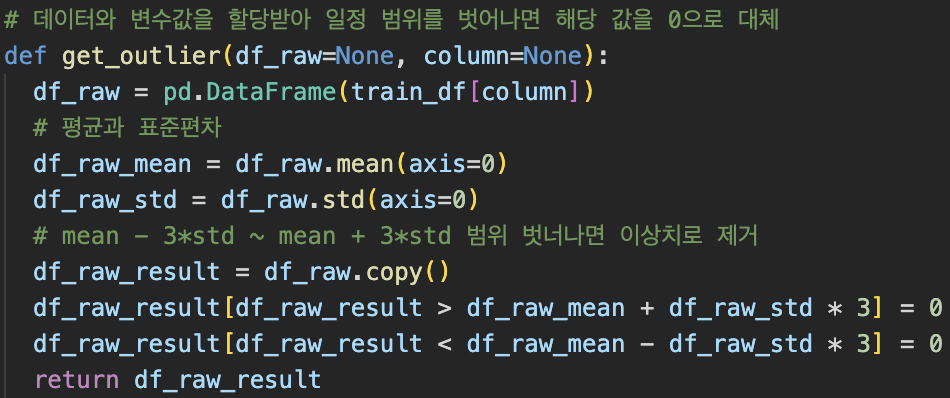 # 데이터와 변수값을 할당받아 일정 범위를 벗어나면 해당 값을 0으로 대체
def get_outlier(df_raw=None, column=None):
  df_raw = pd.DataFrame(train_df[column])
  # 평균과 표준편차
  df_raw_mean = df_raw.mean(axis=0)
  df_raw_std = df_raw.std(axis=0)
  # mean - 3*std ~ mean + 3*std 범위 벗너나면 이상치로 제거
  df_raw_result = df_raw.copy()
  df_raw_result[df_raw_result > df_raw_mean + df_raw_std * 3] = 0
  df_raw_result[df_raw_result < df_raw_mean - df_raw_std * 3] = 0
  return df_raw_result